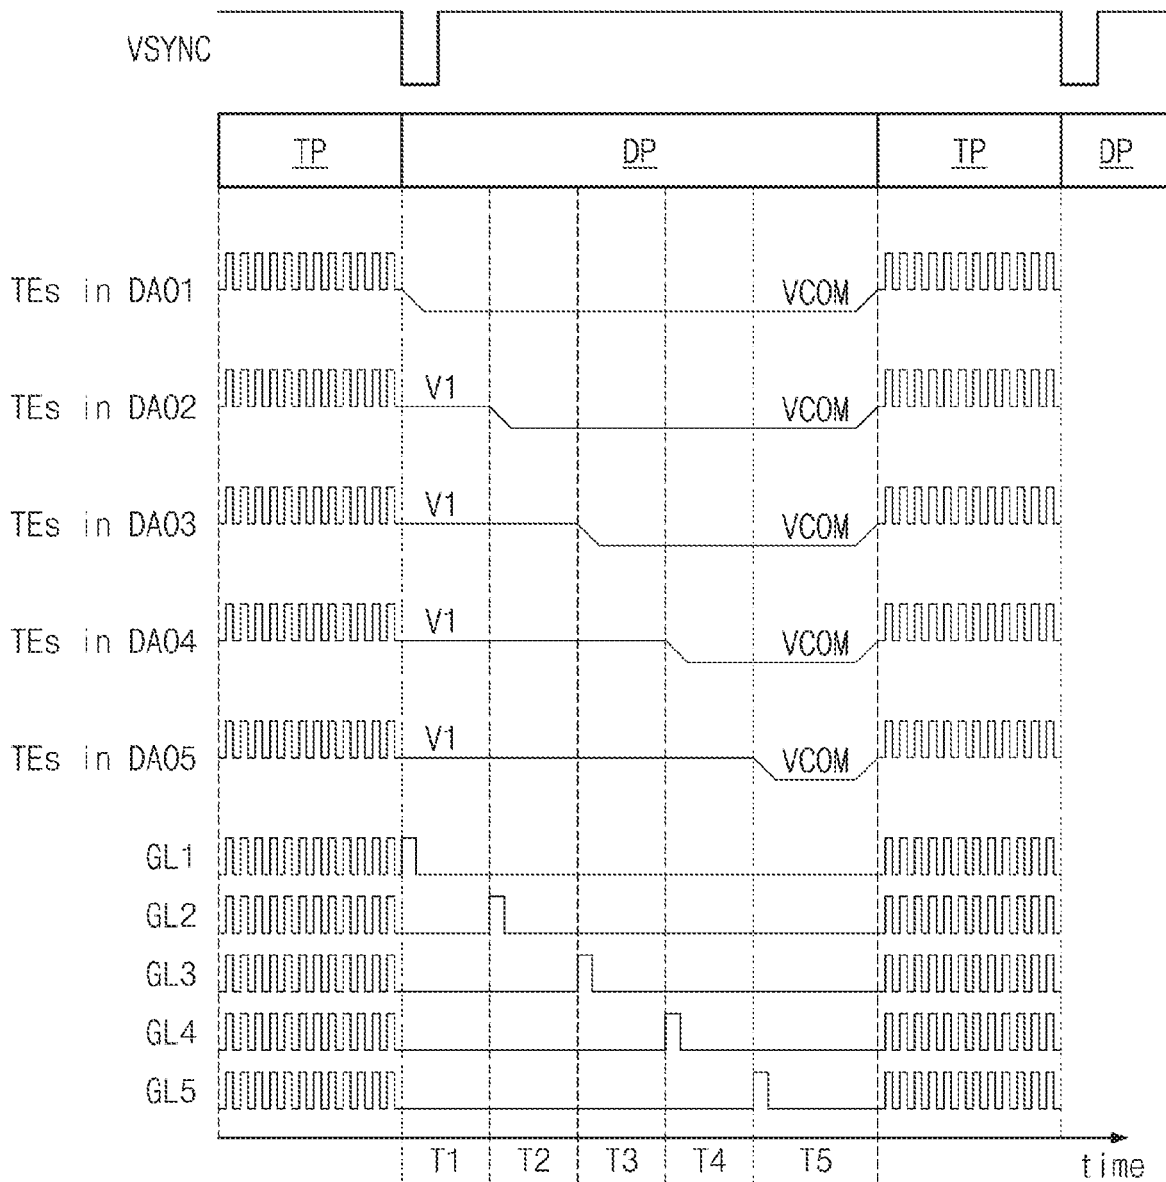 VSYNC
TP DP TP DP
TEs in DA01 VCOM
TEs in DA02 V1 VCOM
TEs in DA03 V1 VCOM
TEs in DA04 V1 VCOM
TEs in DA05 V1 VCOM
GL1
GL2
GL3
GL4
GL5
T1 T2 T3 T4 T5 time